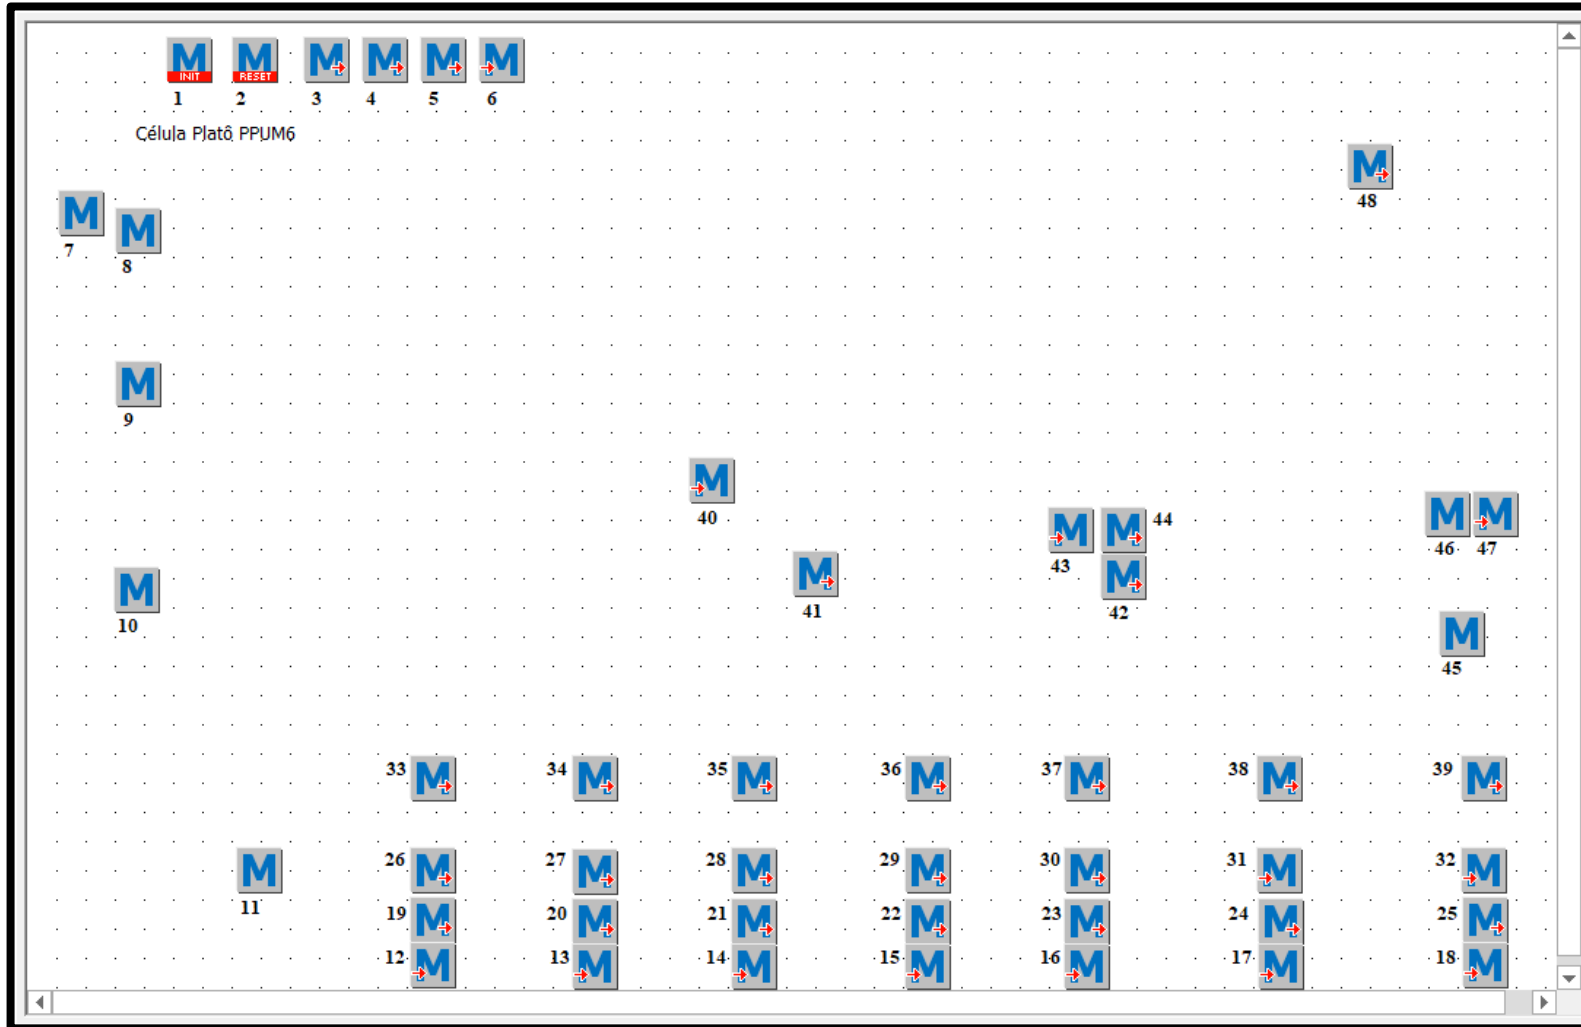 M M M M M M
INIT RESET
1 2 3 4 5 6
Célula Platô PPUM6
M
48
M M
7 8
M
9
M
40
M M 44
M M
43
46 47
M
M
41
42
M
10
M
45
33 M 34 M 35 M 36 M 37 M 38 M 39 M
M 26 M 27 M 28 M 29 M 30 M 31 M 32 M
11
19 M 20 M 21 M 22 M 23 M 24 M 25 M
12 M 13 M 14 M 15 M 16 M 17 M 18 M